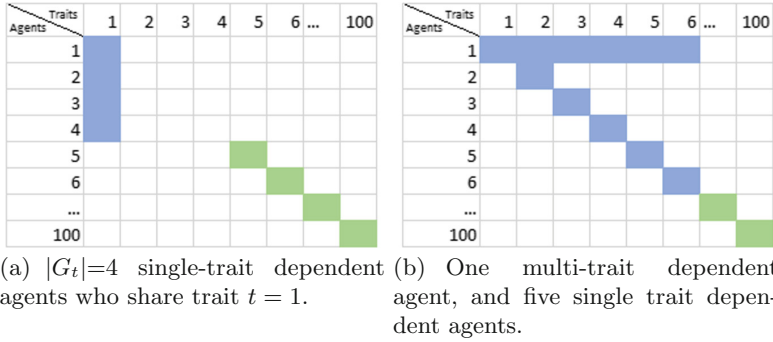 Traits
Agents
1 2 3 4 5 6 ... 100
1
2
3
4
5
6
...
100
Traits
Agents
1 2 3 4 5 6 ... 100
1
2
3
4
5
6
...
100
(a) |G_t|=4 single-trait dependent
agents who share trait t = 1.
(b) One multi-trait dependent
agent, and five single trait depen-
dent agents.